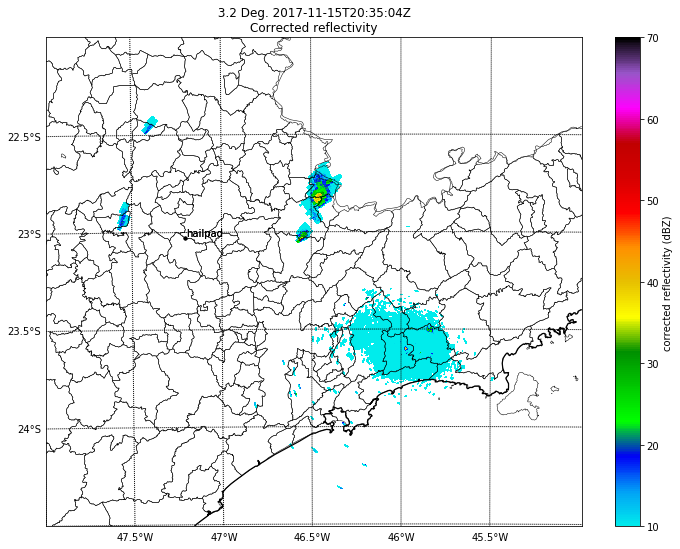 3.2 Deg. 2017-11-15T20:35:04Z
Corrected reflectivity
22.5°S
23°S
23.5°S
24°S
hailpad
47.5°W
47°W
46.5°W
46°W
45.5°W
70
60
50
40
30
20
10
corrected reflectivity (dBZ)